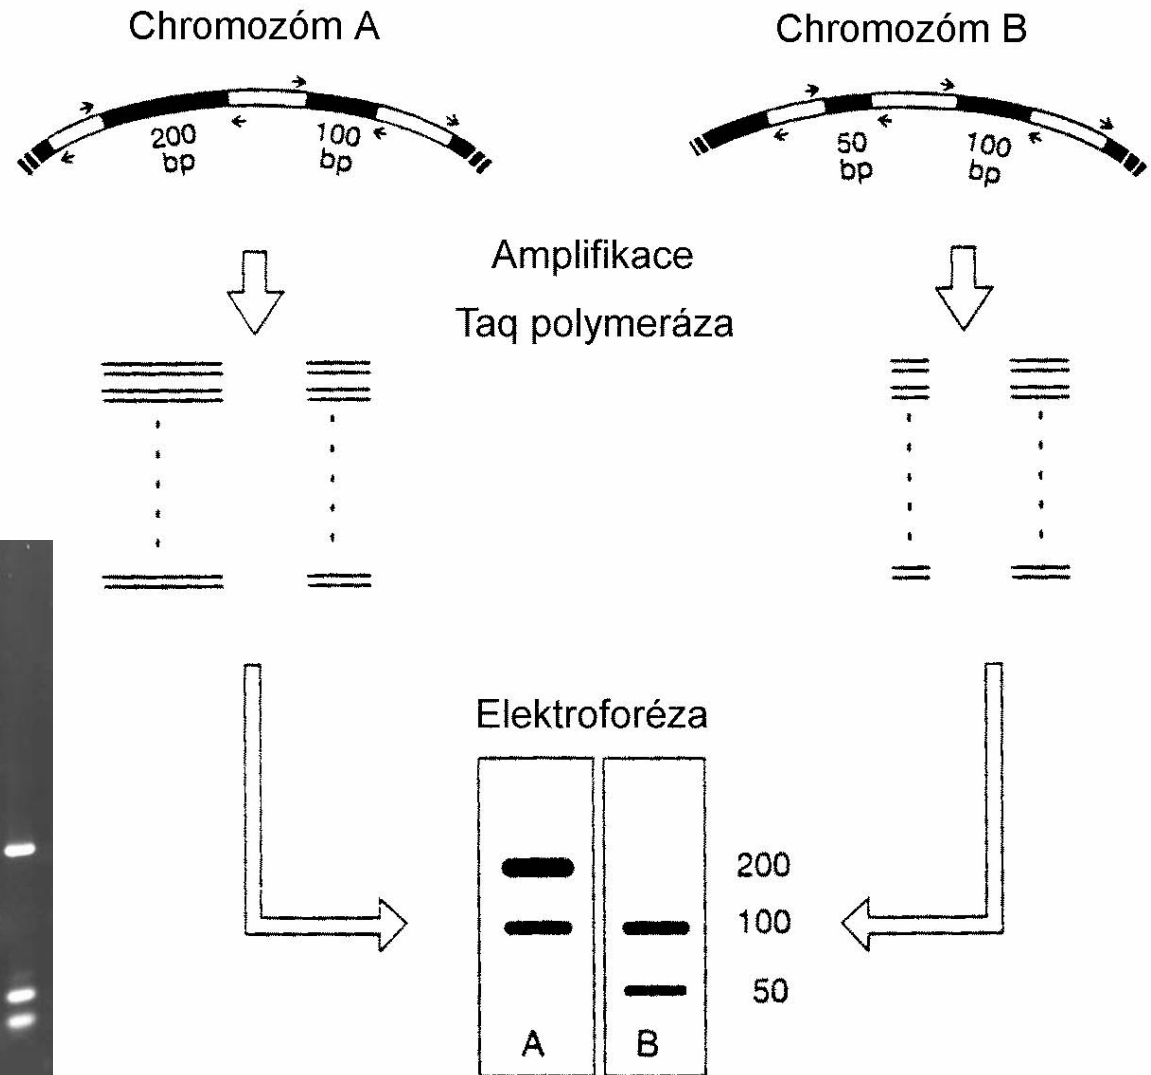 Chromozóm A
Chromozóm B
200
bp
100
bp
50
bp
100
bp
Amplifikace
Taq polymeráza
Elektroforéza
200
100
50
A
B